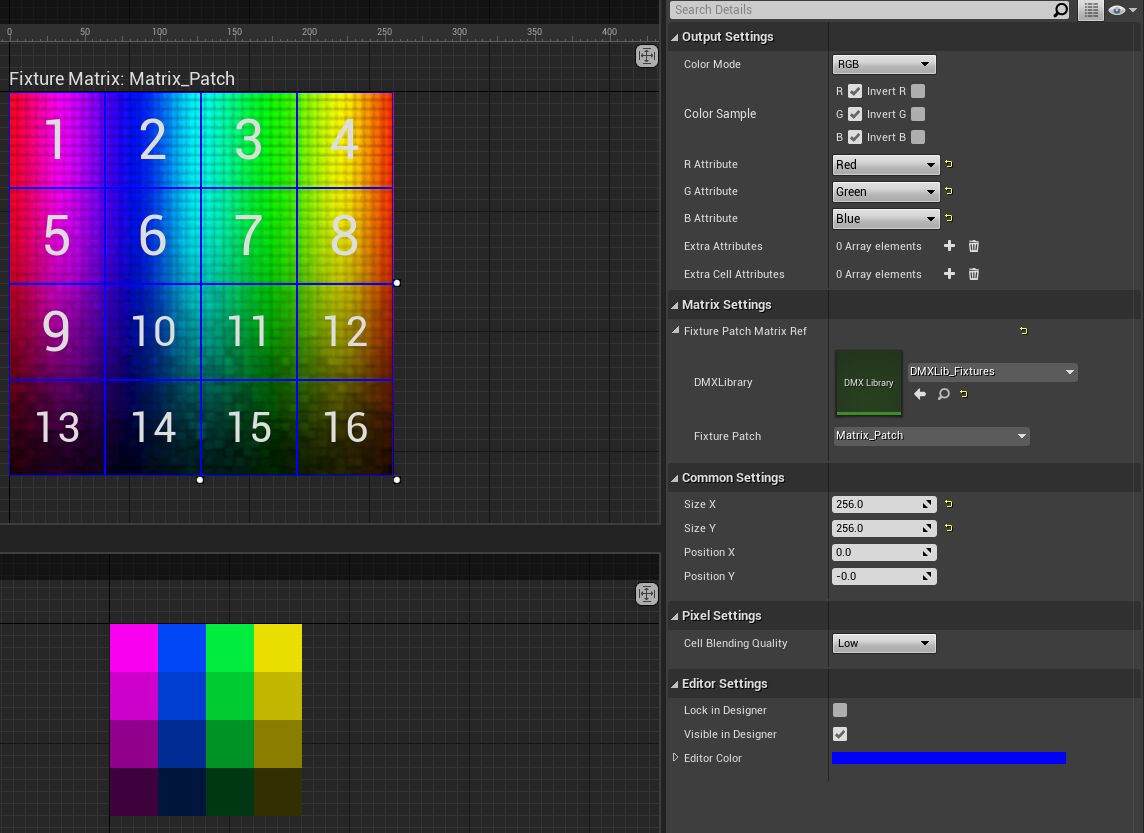 0 50 100 150 200 250 300 350 400
Fixture Matrix: Matrix_Patch
1 2 3 4
5 6 7 8
9 10 11 12
13 14 15 16
Search Details
Output Settings
Color Mode RGB
R Invert R
Color Sample G Invert G
B Invert B
R Attribute Red
G Attribute Green
B Attribute Blue
Extra Attributes 0 Array elements
Extra Cell Attributes 0 Array elements
Matrix Settings
Fixture Patch Matrix Ref
DMXLibrary DMX Library DMXLib_Fixtures
Fixture Patch Matrix_Patch
Common Settings
Size X 256.0
Size Y 256.0
Position X 0.0
Position Y -0.0
Pixel Settings
Cell Blending Quality Low
Editor Settings
Lock in Designer
Visible in Designer
Editor Color